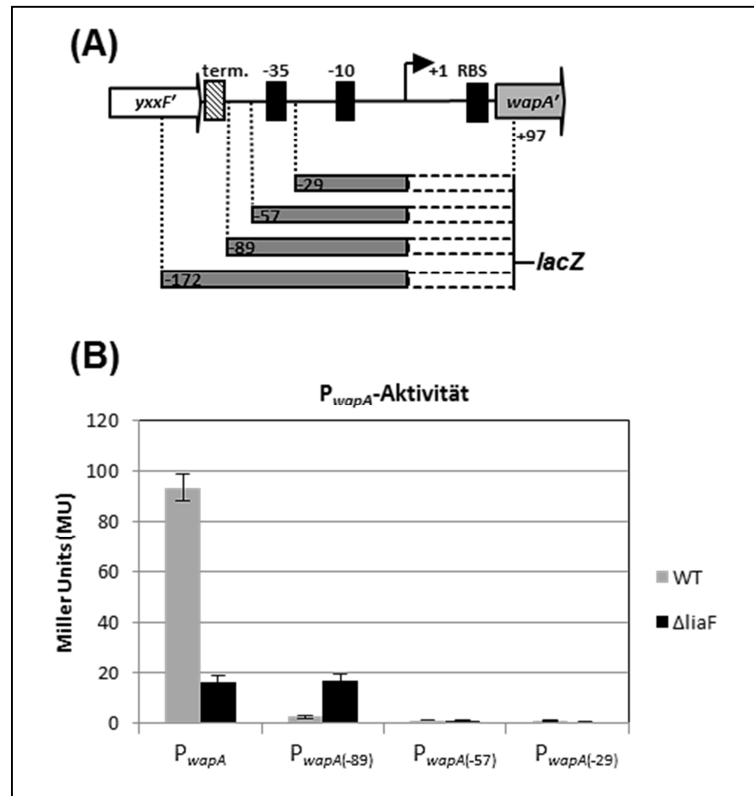 (A)
term. -35 -10 +1 RBS
yxxF' wapA'
+97
-29
-57
-89
-172
lacZ
(B)
PwapA-Aktivität
Miller Units (MU)
120
100
80
60
40
20
0
WT
ΔliaF
PwapA PwapA(-89) PwapA(-57) PwapA(-29)